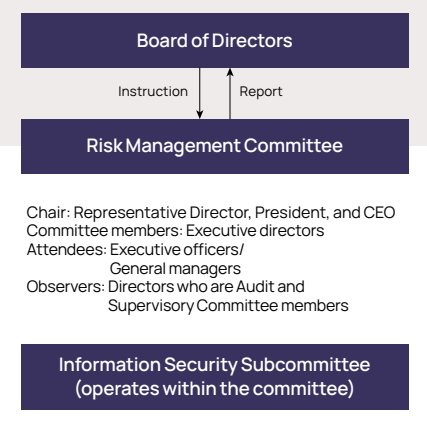 Board of Directors
Instruction
Report
Risk Management Committee
Chair: Representative Director, President, and CEO
Committee members: Executive directors
Attendees: Executive officers/
General managers
Observers: Directors who are Audit and
Supervisory Committee members
Information Security Subcommittee
(operates within the committee)